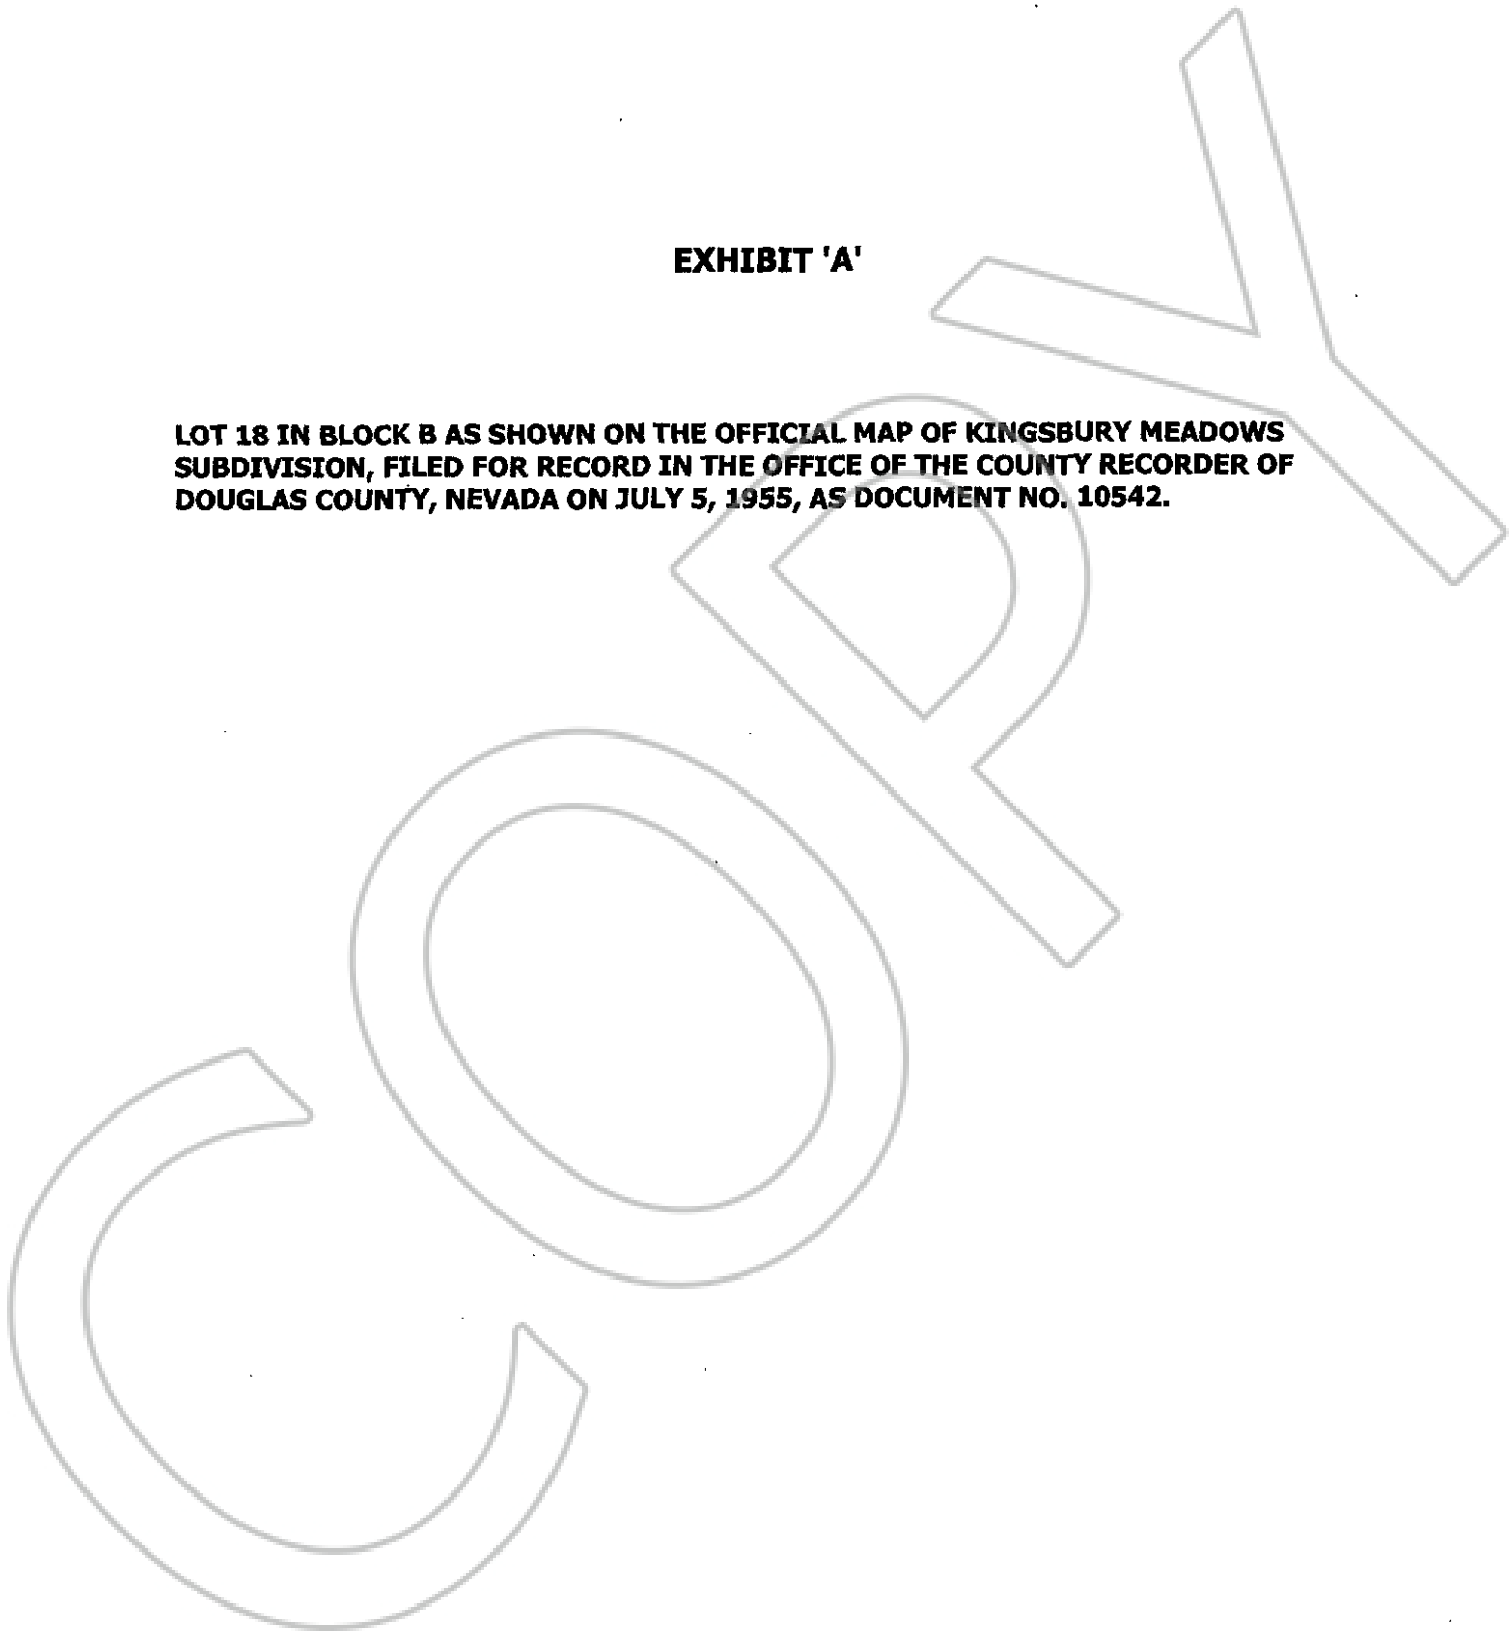 EXHIBIT 'A'
LOT 18 IN BLOCK B AS SHOWN ON THE OFFICIAL MAP OF KINGSBURY MEADOWS
SUBDIVISION, FILED FOR RECORD IN THE OFFICE OF THE COUNTY RECORDER OF
DOUGLAS COUNTY, NEVADA ON JULY 5, 1955, AS DOCUMENT NO. 10542.
COPY